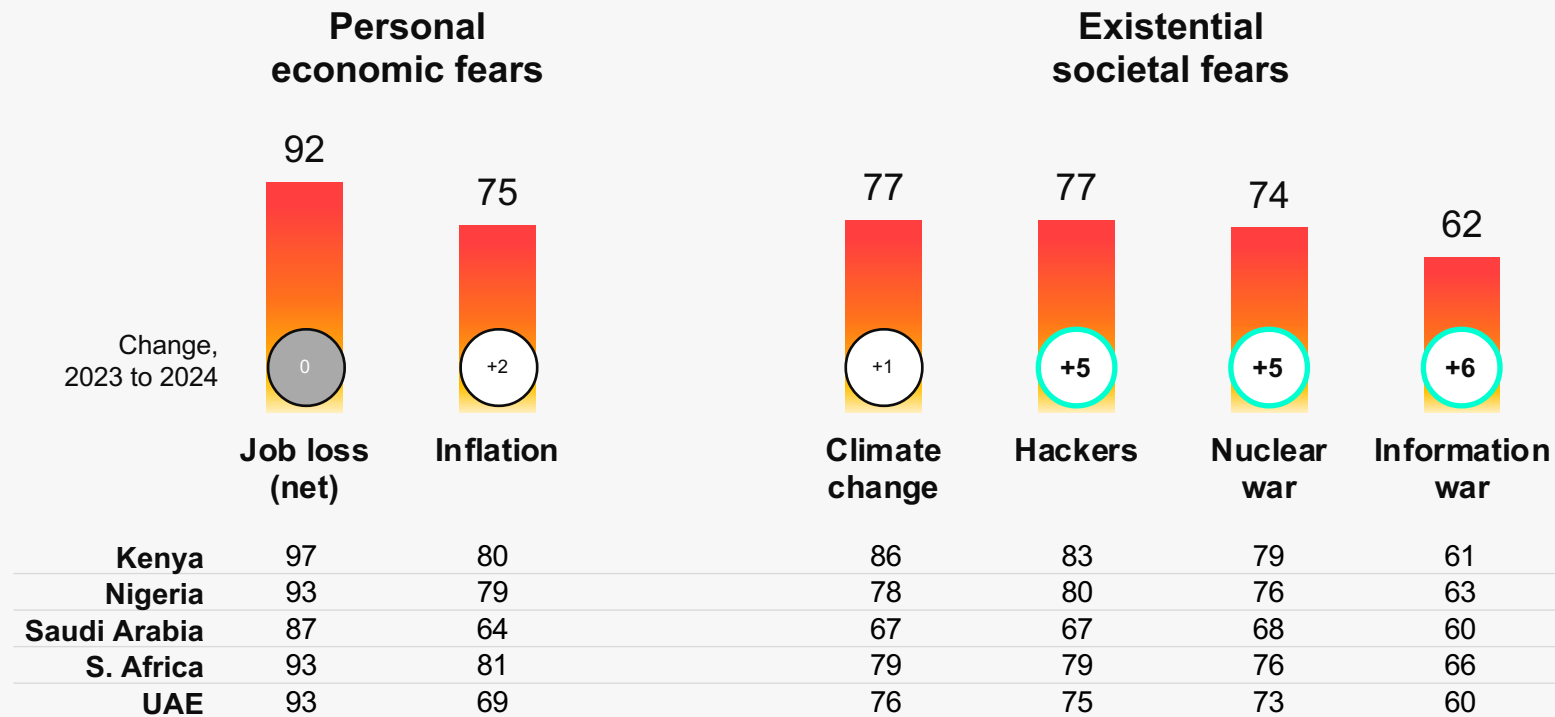 Personal
economic fears
Existential
societal fears
92
75
77
77
74
62
Change,
2023 to 2024
0
+2
+1
+5
+5
+6
Job loss
(net)
Inflation
Climate
change
Hackers
Nuclear
war
Information
war
Kenya 97 80 86 83 79 61
Nigeria 93 79 78 80 76 63
Saudi Arabia 87 64 67 67 68 60
S. Africa 93 81 79 79 76 66
UAE 93 69 76 75 73 60